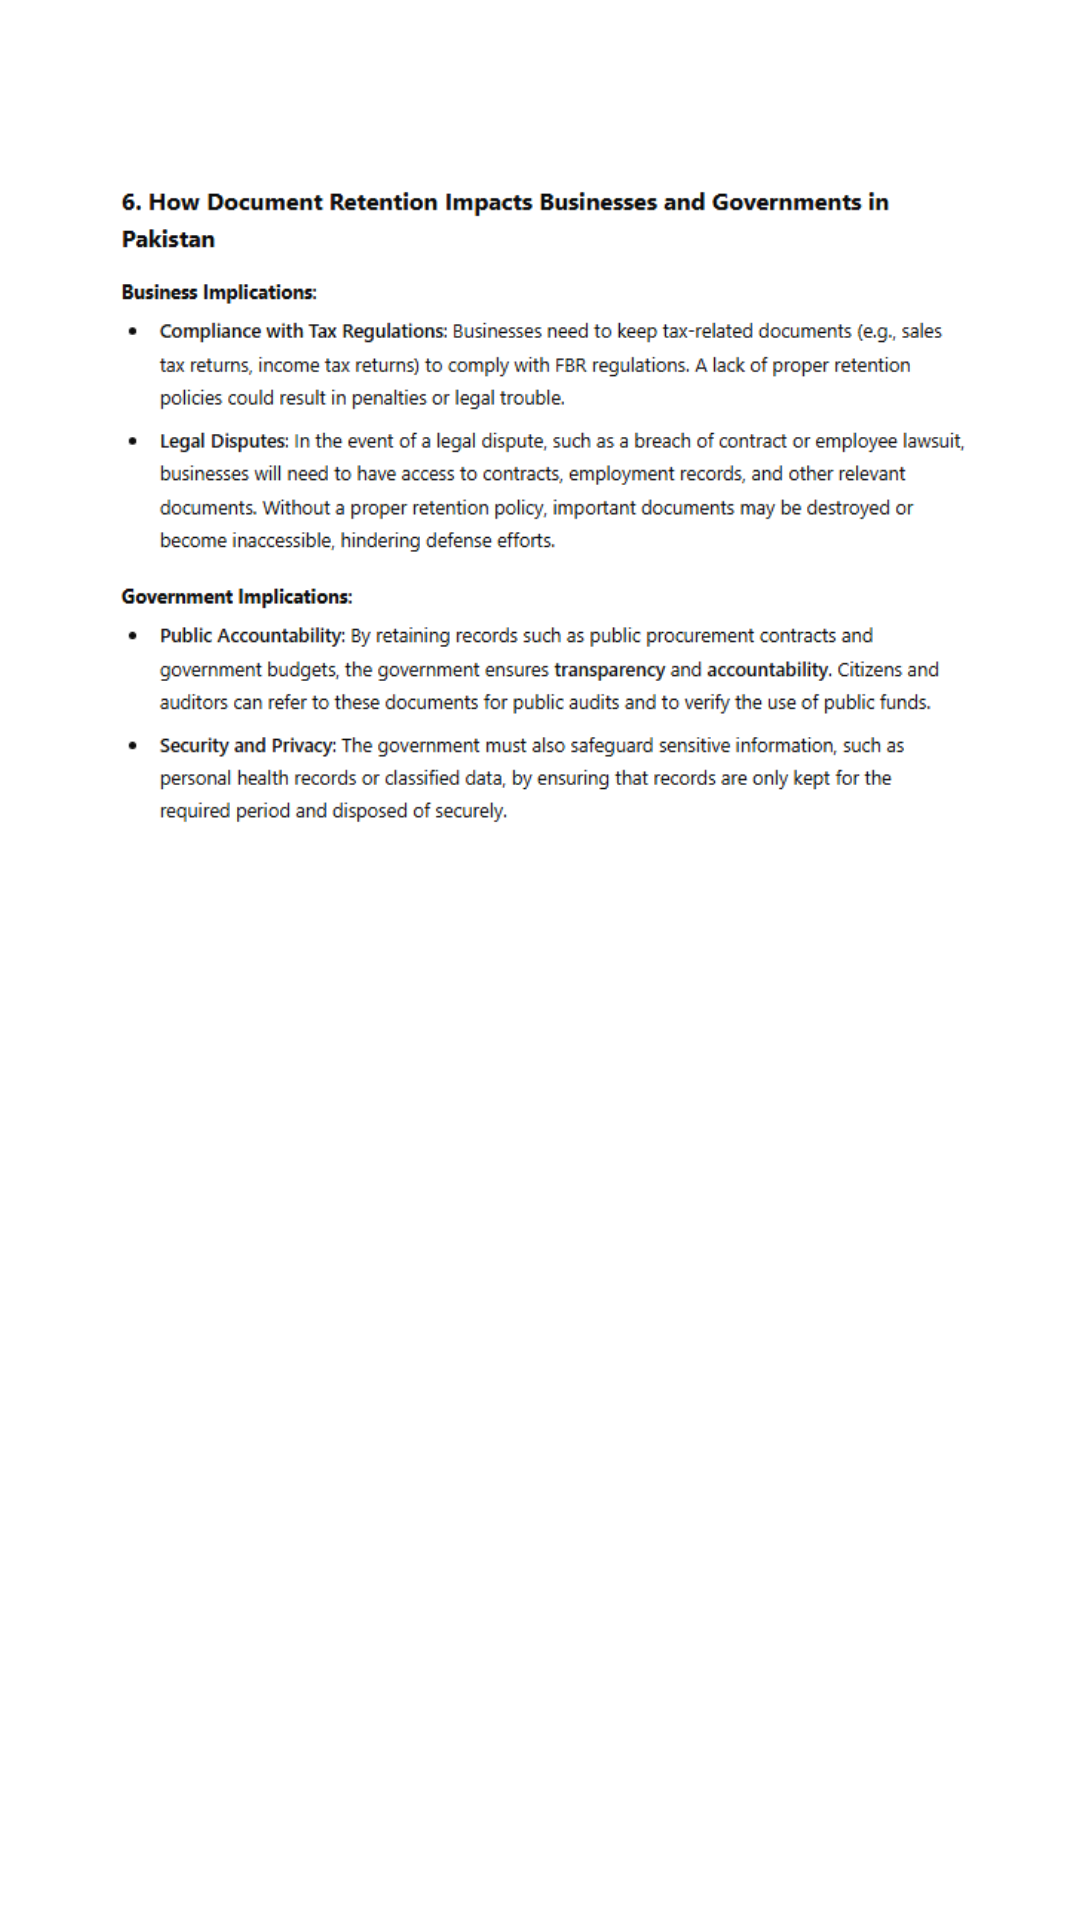 6. How Document Retention Impacts Businesses and Governments in
Pakistan
Business Implications:
• Compliance with Tax Regulations: Businesses need to keep tax-related documents (e.g., sales
tax returns, income tax returns) to comply with FBR regulations. A lack of proper retention
policies could result in penalties or legal trouble.
• Legal Disputes: In the event of a legal dispute, such as a breach of contract or employee lawsuit,
businesses will need to have access to contracts, employment records, and other relevant
documents. Without a proper retention policy, important documents may be destroyed or
become inaccessible, hindering defense efforts.
Government Implications:
• Public Accountability: By retaining records such as public procurement contracts and
government budgets, the government ensures transparency and accountability. Citizens and
auditors can refer to these documents for public audits and to verify the use of public funds.
• Security and Privacy: The government must also safeguard sensitive information, such as
personal health records or classified data, by ensuring that records are only kept for the
required period and disposed of securely.